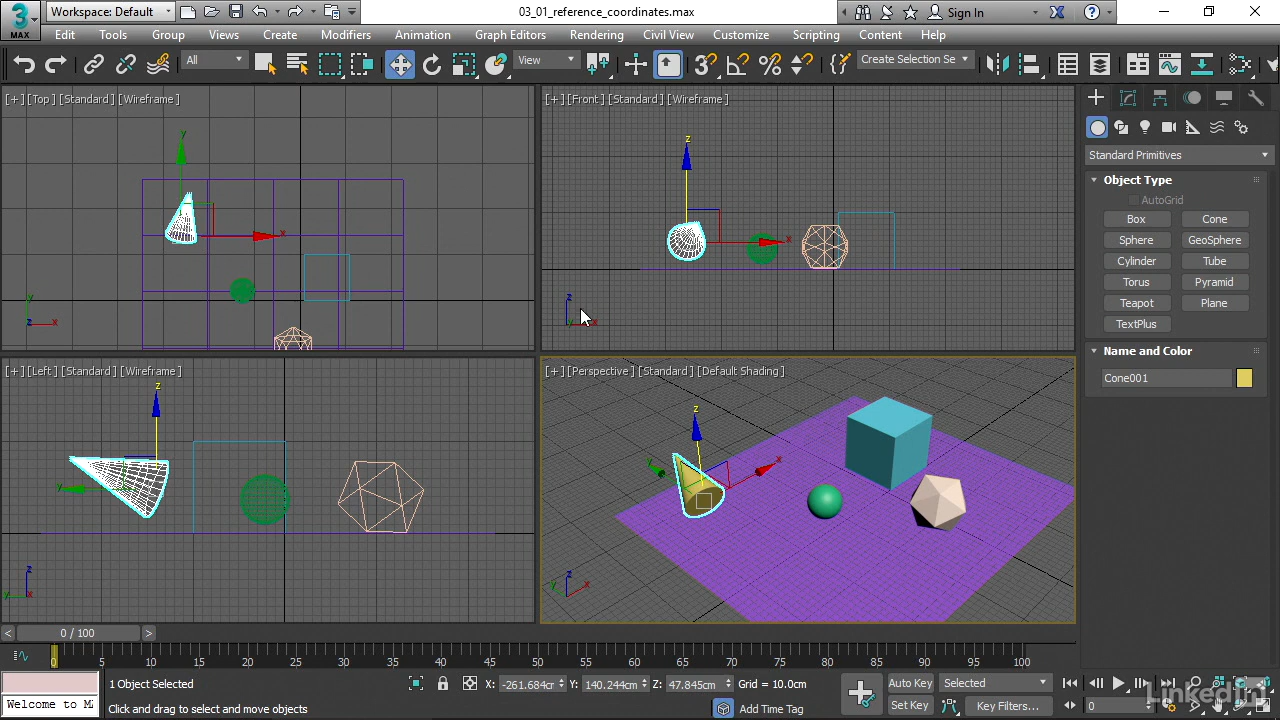 3
MAX
Workspace: Default
03_01_reference_coordinates.max
Sign In
Edit Tools Group Views Create Modifiers Animation Graph Editors Rendering Civil View Customize Scripting Content Help
All
View
3
Create Selection Se
[+] [Top] [Standard] [Wireframe]
y
x
y
z x
[+] [Front] [Standard] [Wireframe]
z
x
z
y x
[+] [Left] [Standard] [Wireframe]
z
y
z
y x
[+] [Perspective] [Standard] [Default Shading]
z
y
x
z
y x
Standard Primitives
Object Type
AutoGrid
Box Cone
Sphere GeoSphere
Cylinder Tube
Torus Pyramid
Teapot Plane
TextPlus
Name and Color
Cone001
< 0 / 100 >
0 5 10 15 20 25 30 35 40 45 50 55 60 65 70 75 80 85 90 95 100
1 Object Selected
X: -261.684cm Y: 140.244cm Z: 47.845cm Grid = 10.0cm
Auto Key Selected
Welcome to M
Click and drag to select and move objects
Add Time Tag
Set Key Key Filters...
0
LinkedIn